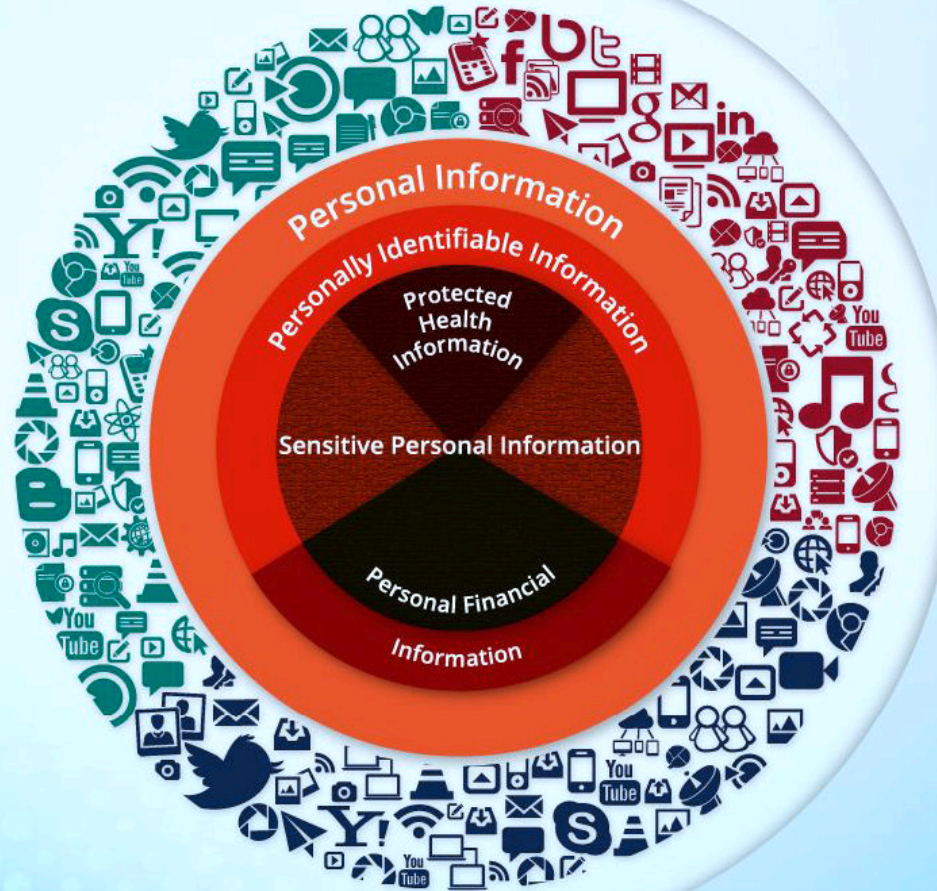 Personal Information
Personally Identifiable Information
Protected
Health
Information
Sensitive Personal Information
Personal Financial
Information
You
Tube
You
Tube
You
Tube
You
Tube
You
Tube
Y!
Y!
S
S
f
b
t
g
in
B